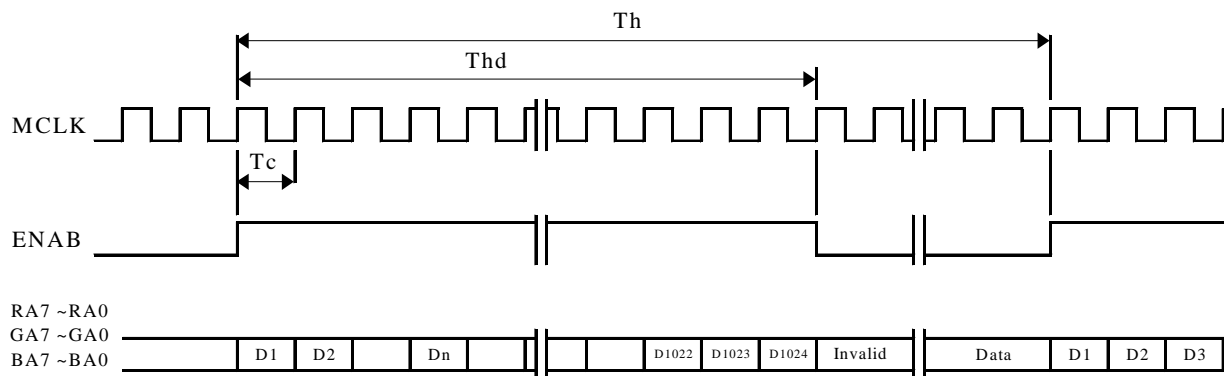 Th
Thd
MCLK
Tc
ENAB
RA7 ~RA0
GA7 ~GA0
BA7 ~BA0
D1 D2 Dn D1022 D1023 D1024 Invalid Data D1 D2 D3